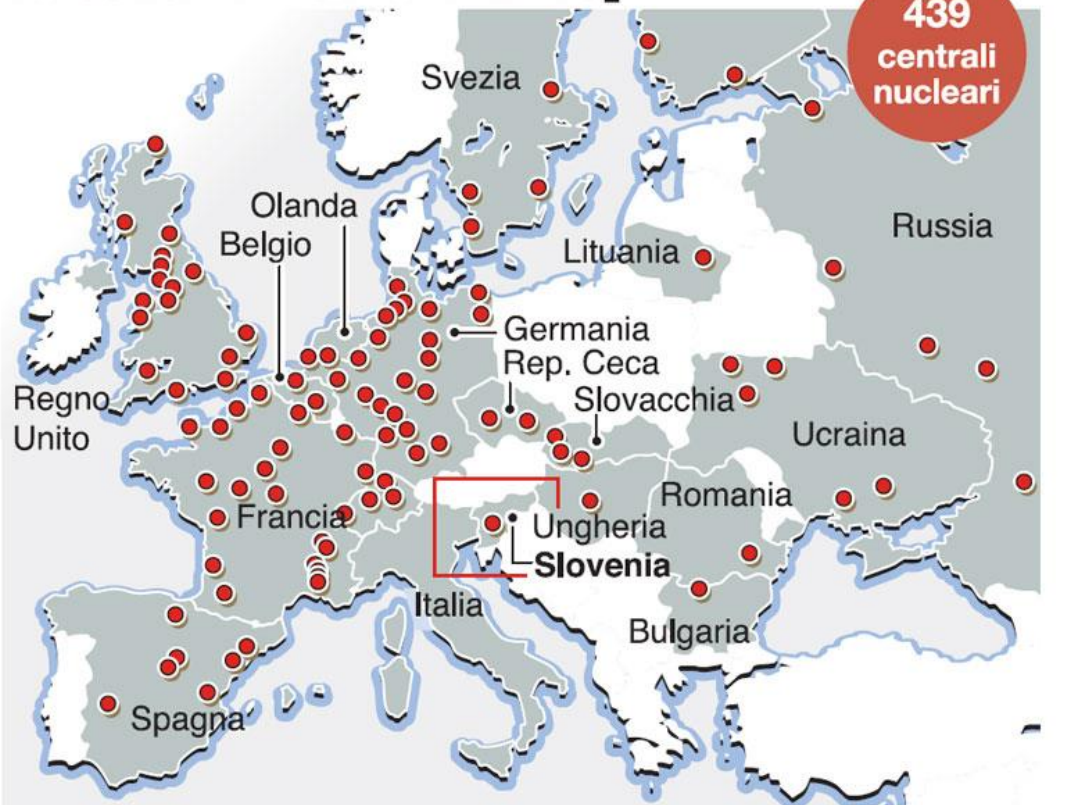 439
centrali
nucleari
Svezia
Olanda
Belgio
Lituania
Russia
Germania
Rep. Ceca
Slovacchia
Regno
Unito
Ucraina
Romania
Francia
Ungheria
Slovenia
Italia
Bulgaria
Spagna